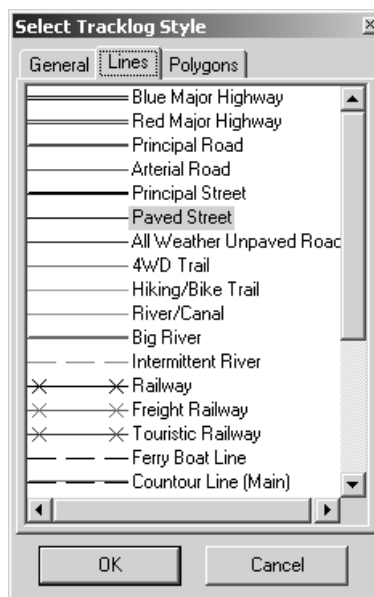 Select Tracklog Style
General Lines Polygons
Blue Major Highway
Red Major Highway
Principal Road
Arterial Road
Principal Street
Paved Street
All Weather Unpaved Road
4WD Trail
Hiking/Bike Trail
River/Canal
Big River
Intermittent River
Railway
Freight Railway
Touristic Railway
Ferry Boat Line
Countour Line (Main)
OK Cancel